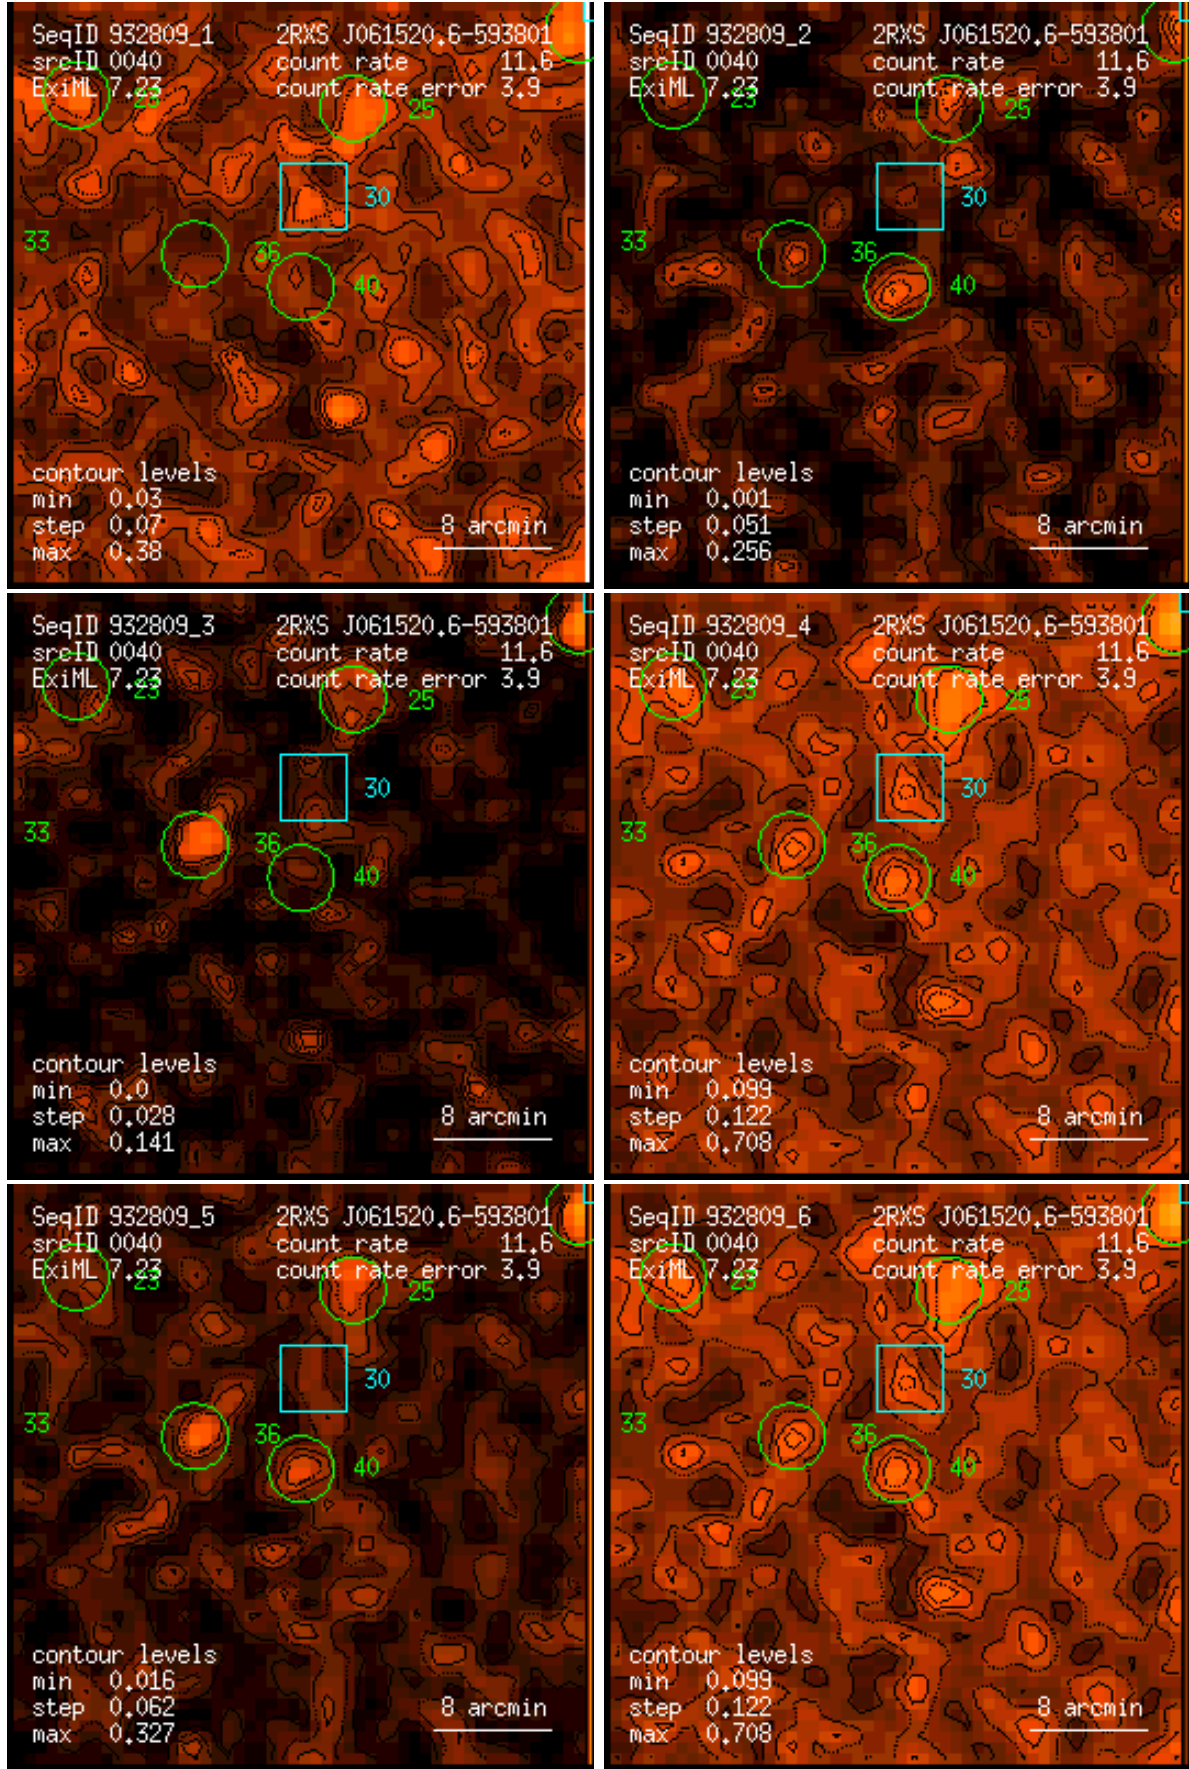 SeqID 932809_1 2RXS J061520.6-593801
srcID 0040 count rate 11.6
ExiML 7.23 count rate error 3.9
23
25
30
33
36
40
contour levels
min 0.03
step 0.07
max 0.38
8 arcmin
SeqID 932809_2 2RXS J061520.6-593801
srcID 0040 count rate 11.6
ExiML 7.23 count rate error 3.9
23
25
30
33
36
40
contour levels
min 0.001
step 0.051
max 0.256
8 arcmin
SeqID 932809_3 2RXS J061520.6-593801
srcID 0040 count rate 11.6
ExiML 7.23 count rate error 3.9
23
25
30
33
36
40
contour levels
min 0.0
step 0.028
max 0.141
8 arcmin
SeqID 932809_4 2RXS J061520.6-593801
srcID 0040 count rate 11.6
ExiML 7.23 count rate error 3.9
23
25
30
33
36
40
contour levels
min 0.099
step 0.122
max 0.708
8 arcmin
SeqID 932809_5 2RXS J061520.6-593801
srcID 0040 count rate 11.6
ExiML 7.23 count rate error 3.9
23
25
30
33
36
40
contour levels
min 0.016
step 0.062
max 0.327
8 arcmin
SeqID 932809_6 2RXS J061520.6-593801
srcID 0040 count rate 11.6
ExiML 7.23 count rate error 3.9
23
25
30
33
36
40
contour levels
min 0.099
step 0.122
max 0.708
8 arcmin